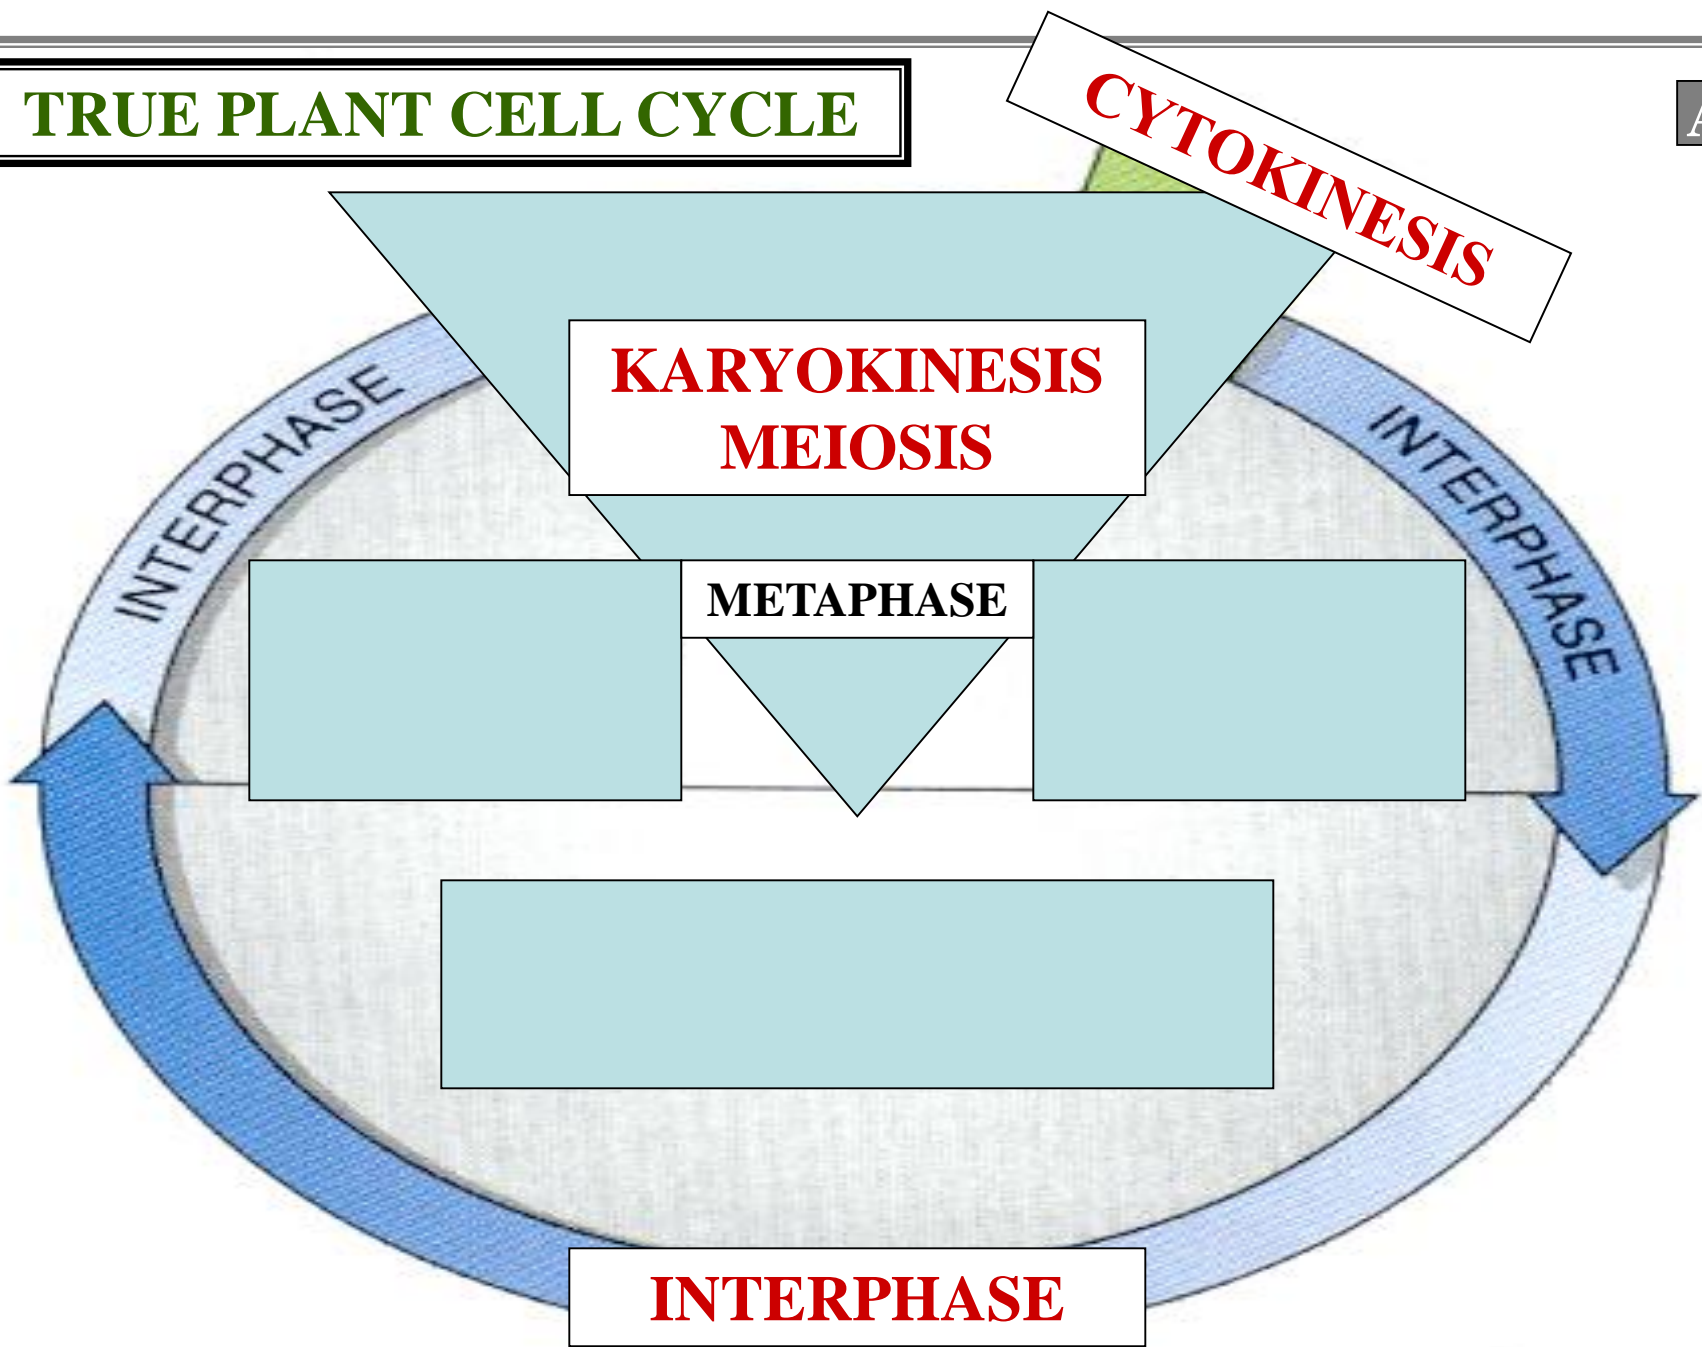 TRUE PLANT CELL CYCLE
CYTOKINESIS
A
KARYOKINESIS
MEIOSIS
INTERPHASE
INTERPHASE
METAPHASE
INTERPHASE